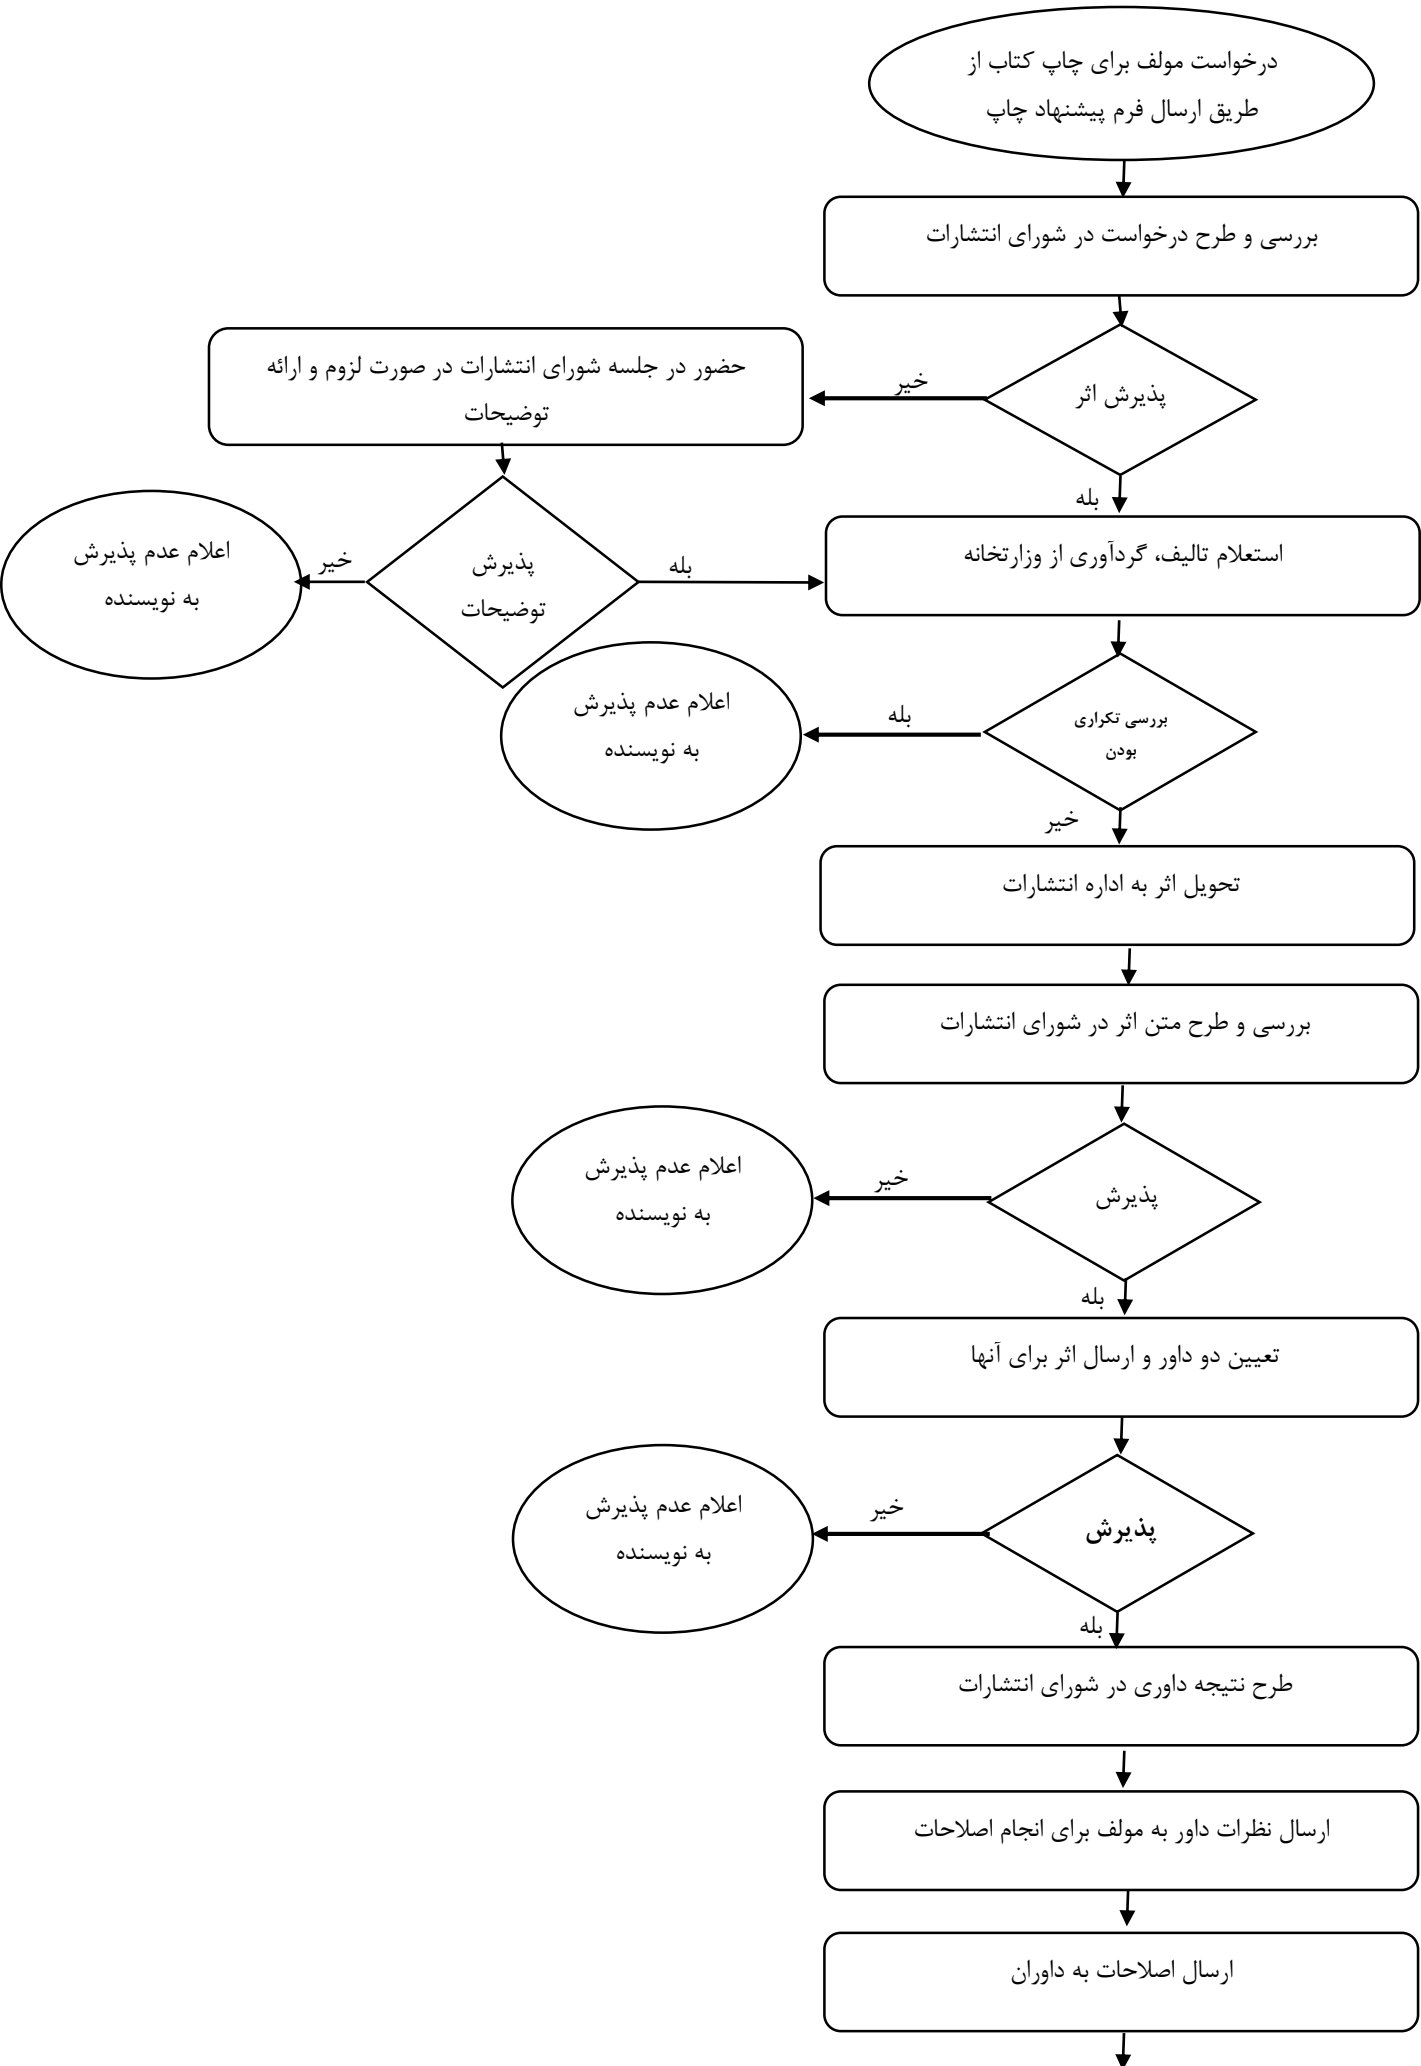 درخواست مولف برای چاپ کتاب از
طریق ارسال فرم پیشنهاد چاپ
بررسی و طرح درخواست در شورای انتشارات
پذیرش اثر
خیر
حضور در جلسه شورای انتشارات در صورت لزوم و ارائه
توضیحات
بله
پذیرش
توضیحات
خیر
اعلام عدم پذیرش
به نویسنده
بله
استعلام تالیف، گردآوری از وزارتخانه
بررسی تکراری
بودن
بله
اعلام عدم پذیرش
به نویسنده
خیر
تحویل اثر به اداره انتشارات
بررسی و طرح متن اثر در شورای انتشارات
پذیرش
خیر
اعلام عدم پذیرش
به نویسنده
بله
تعیین دو داور و ارسال اثر برای آنها
پذیرش
خیر
اعلام عدم پذیرش
به نویسنده
بله
طرح نتیجه داوری در شورای انتشارات
ارسال نظرات داور به مولف برای انجام اصلاحات
ارسال اصلاحات به داوران